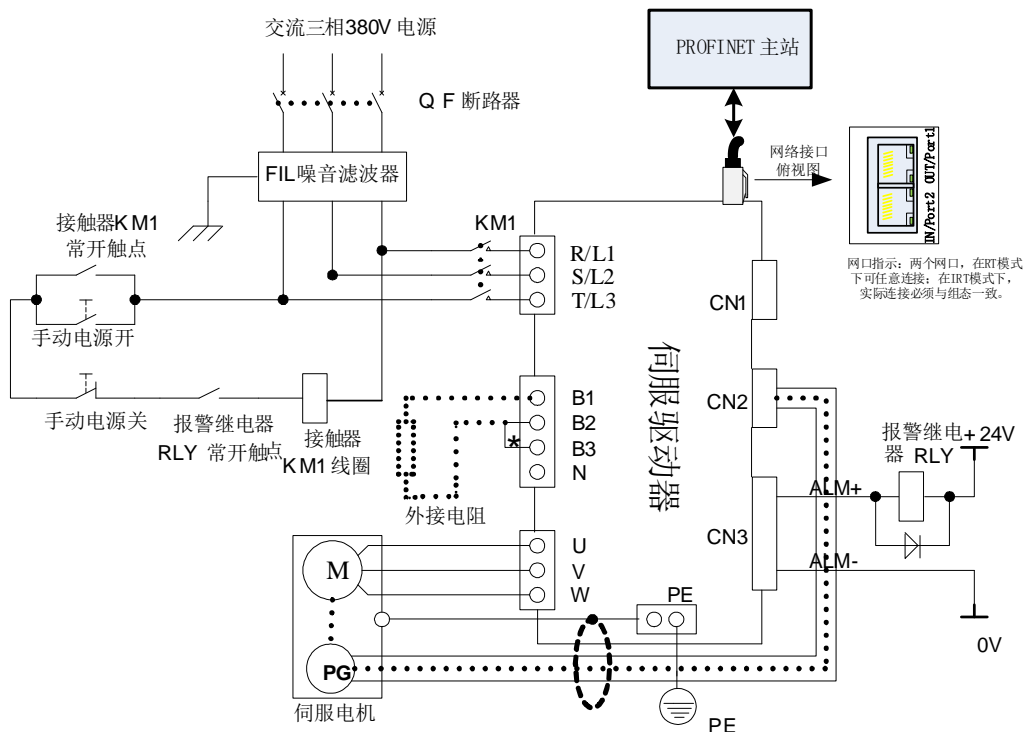 交流三相380V 电源
PROFINET 主站
Q F 断路器
网络接口
俯视图
FIL噪音滤波器
OUT/Port1
IN/Port2
接触器KM1
常开触点
KM1
R/L1
S/L2
T/L3
网口指示：两个网口，在RT模式
下可任意连接；在IRT模式下，
实际连接必须与组态一致。
CN1
手动电源开
伺服驱动器
B1
B2
*
B3
N
CN2
手动电源关
报警继电器
RLY 常开触点
接触器
KM1 线圈
报警继电
器 RLY
+ 24V
外接电阻
ALM+
CN3
U
V
W
M
ALM-
PE
0V
PG
伺服电机
PE